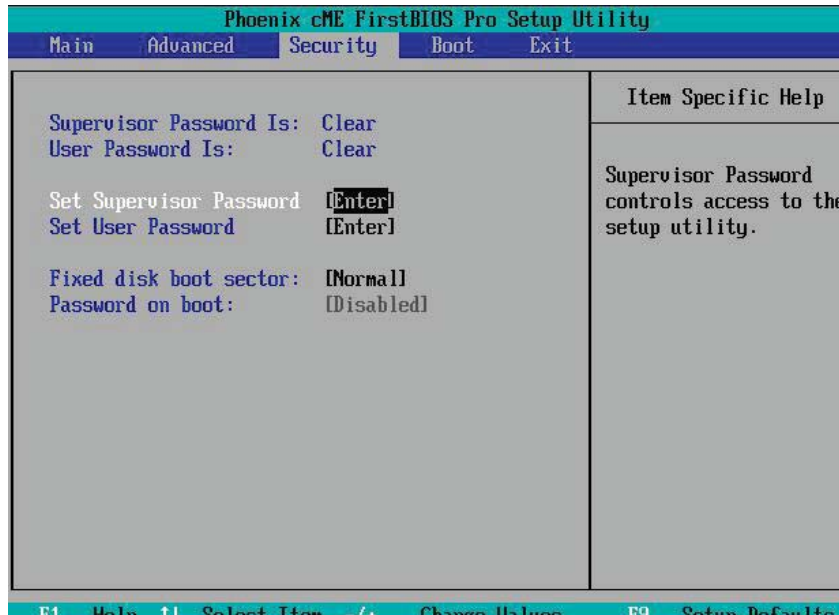 Phoenix cME FirstBIOS Pro Setup Utility
Main Advanced Security Boot Exit
Item Specific Help
Supervisor Password Is: Clear
User Password Is: Clear
Set Supervisor Password [Enter]
Set User Password [Enter]
Fixed disk boot sector: [Normal]
Password on boot: [Disabled]
Supervisor Password
controls access to the
setup utility.
F1 Help ↑↓ Select Item -/+ Change Values F9 Setup Defaults